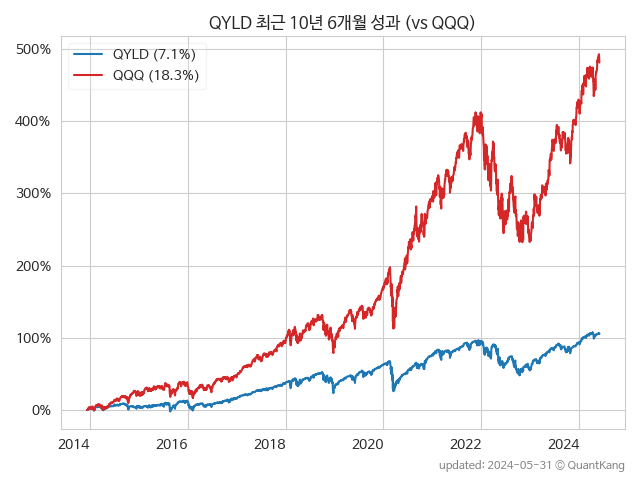 QYLD 최근 10년 6개월 성과 (vs QQQ)
QYLD (7.1%)
QQQ (18.3%)
500%
400%
300%
200%
100%
0%
2014 2016 2018 2020 2022 2024
updated: 2024-05-31 © QuantKang